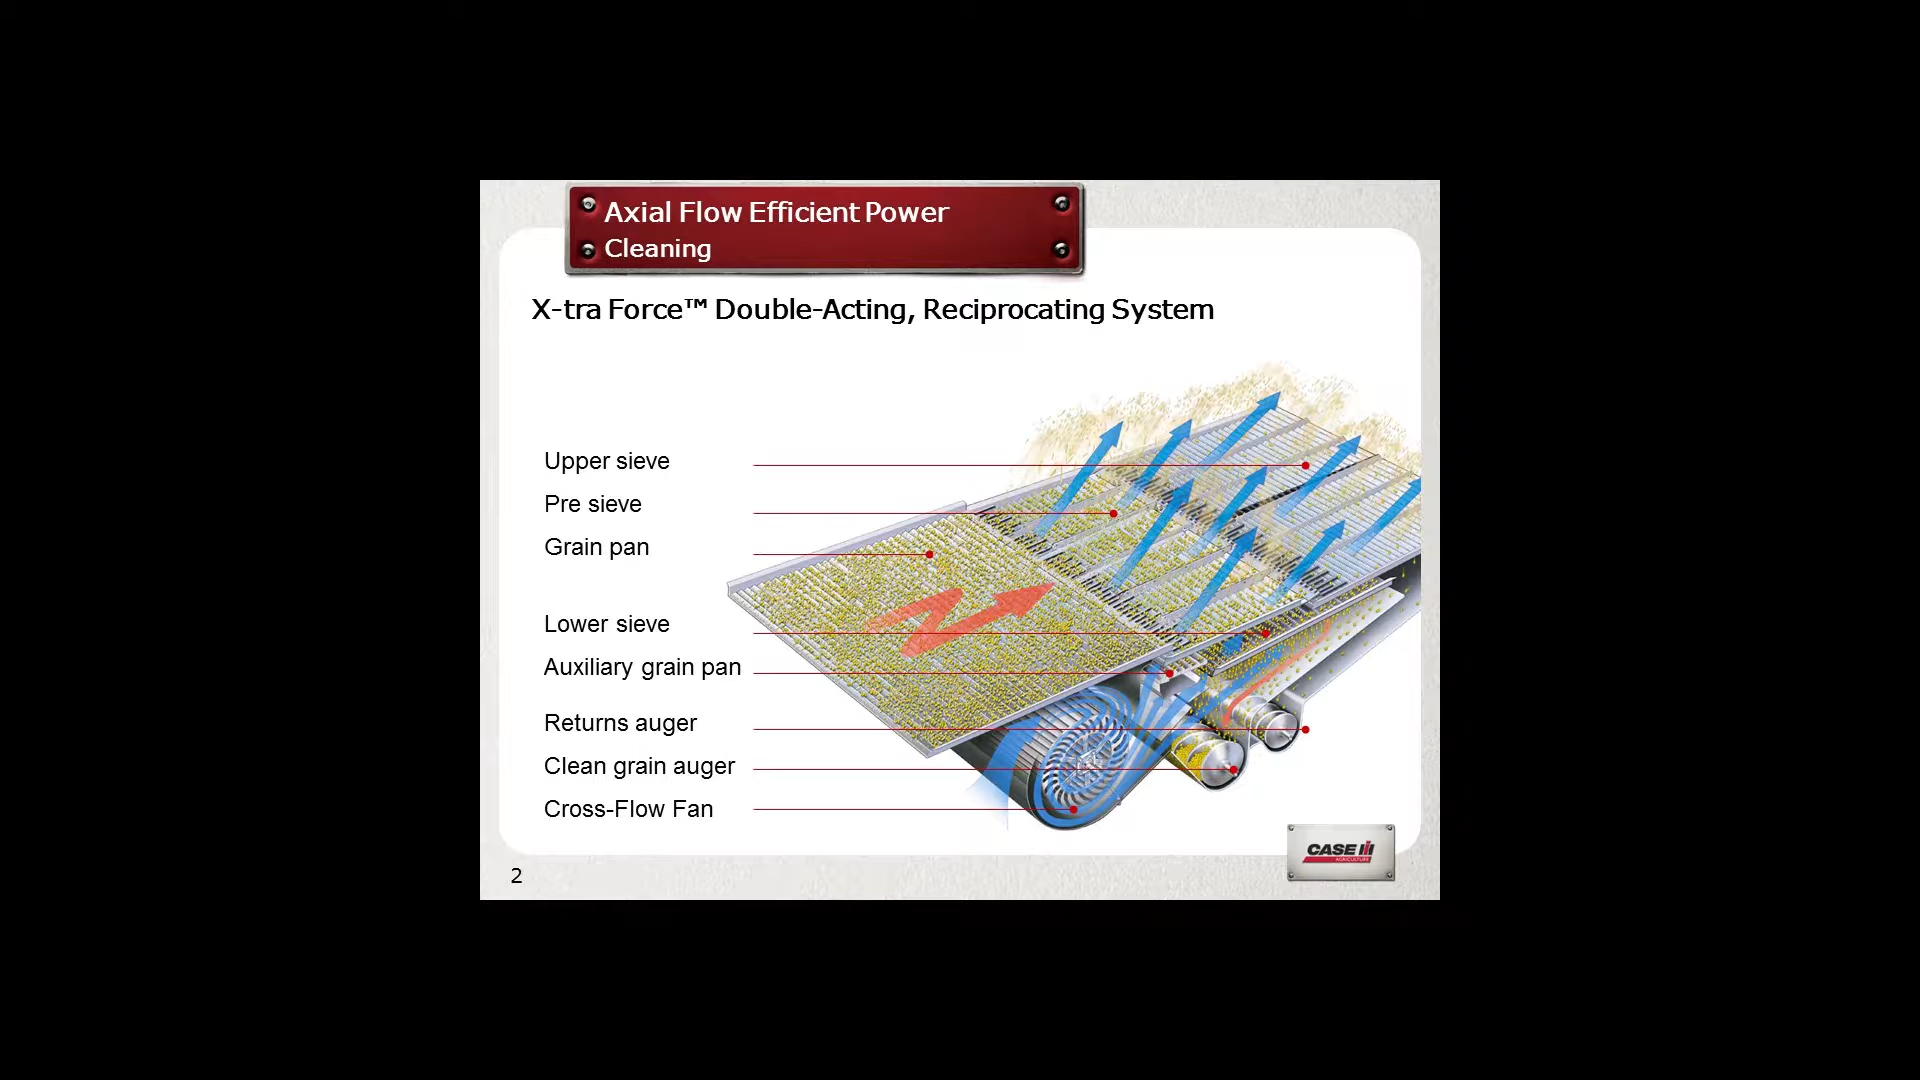 Axial Flow Efficient Power
Cleaning
X-tra Force™ Double-Acting, Reciprocating System
Upper sieve
Pre sieve
Grain pan
Lower sieve
Auxiliary grain pan
Returns auger
Clean grain auger
Cross-Flow Fan
CASE IH
AGRICULTURE
2